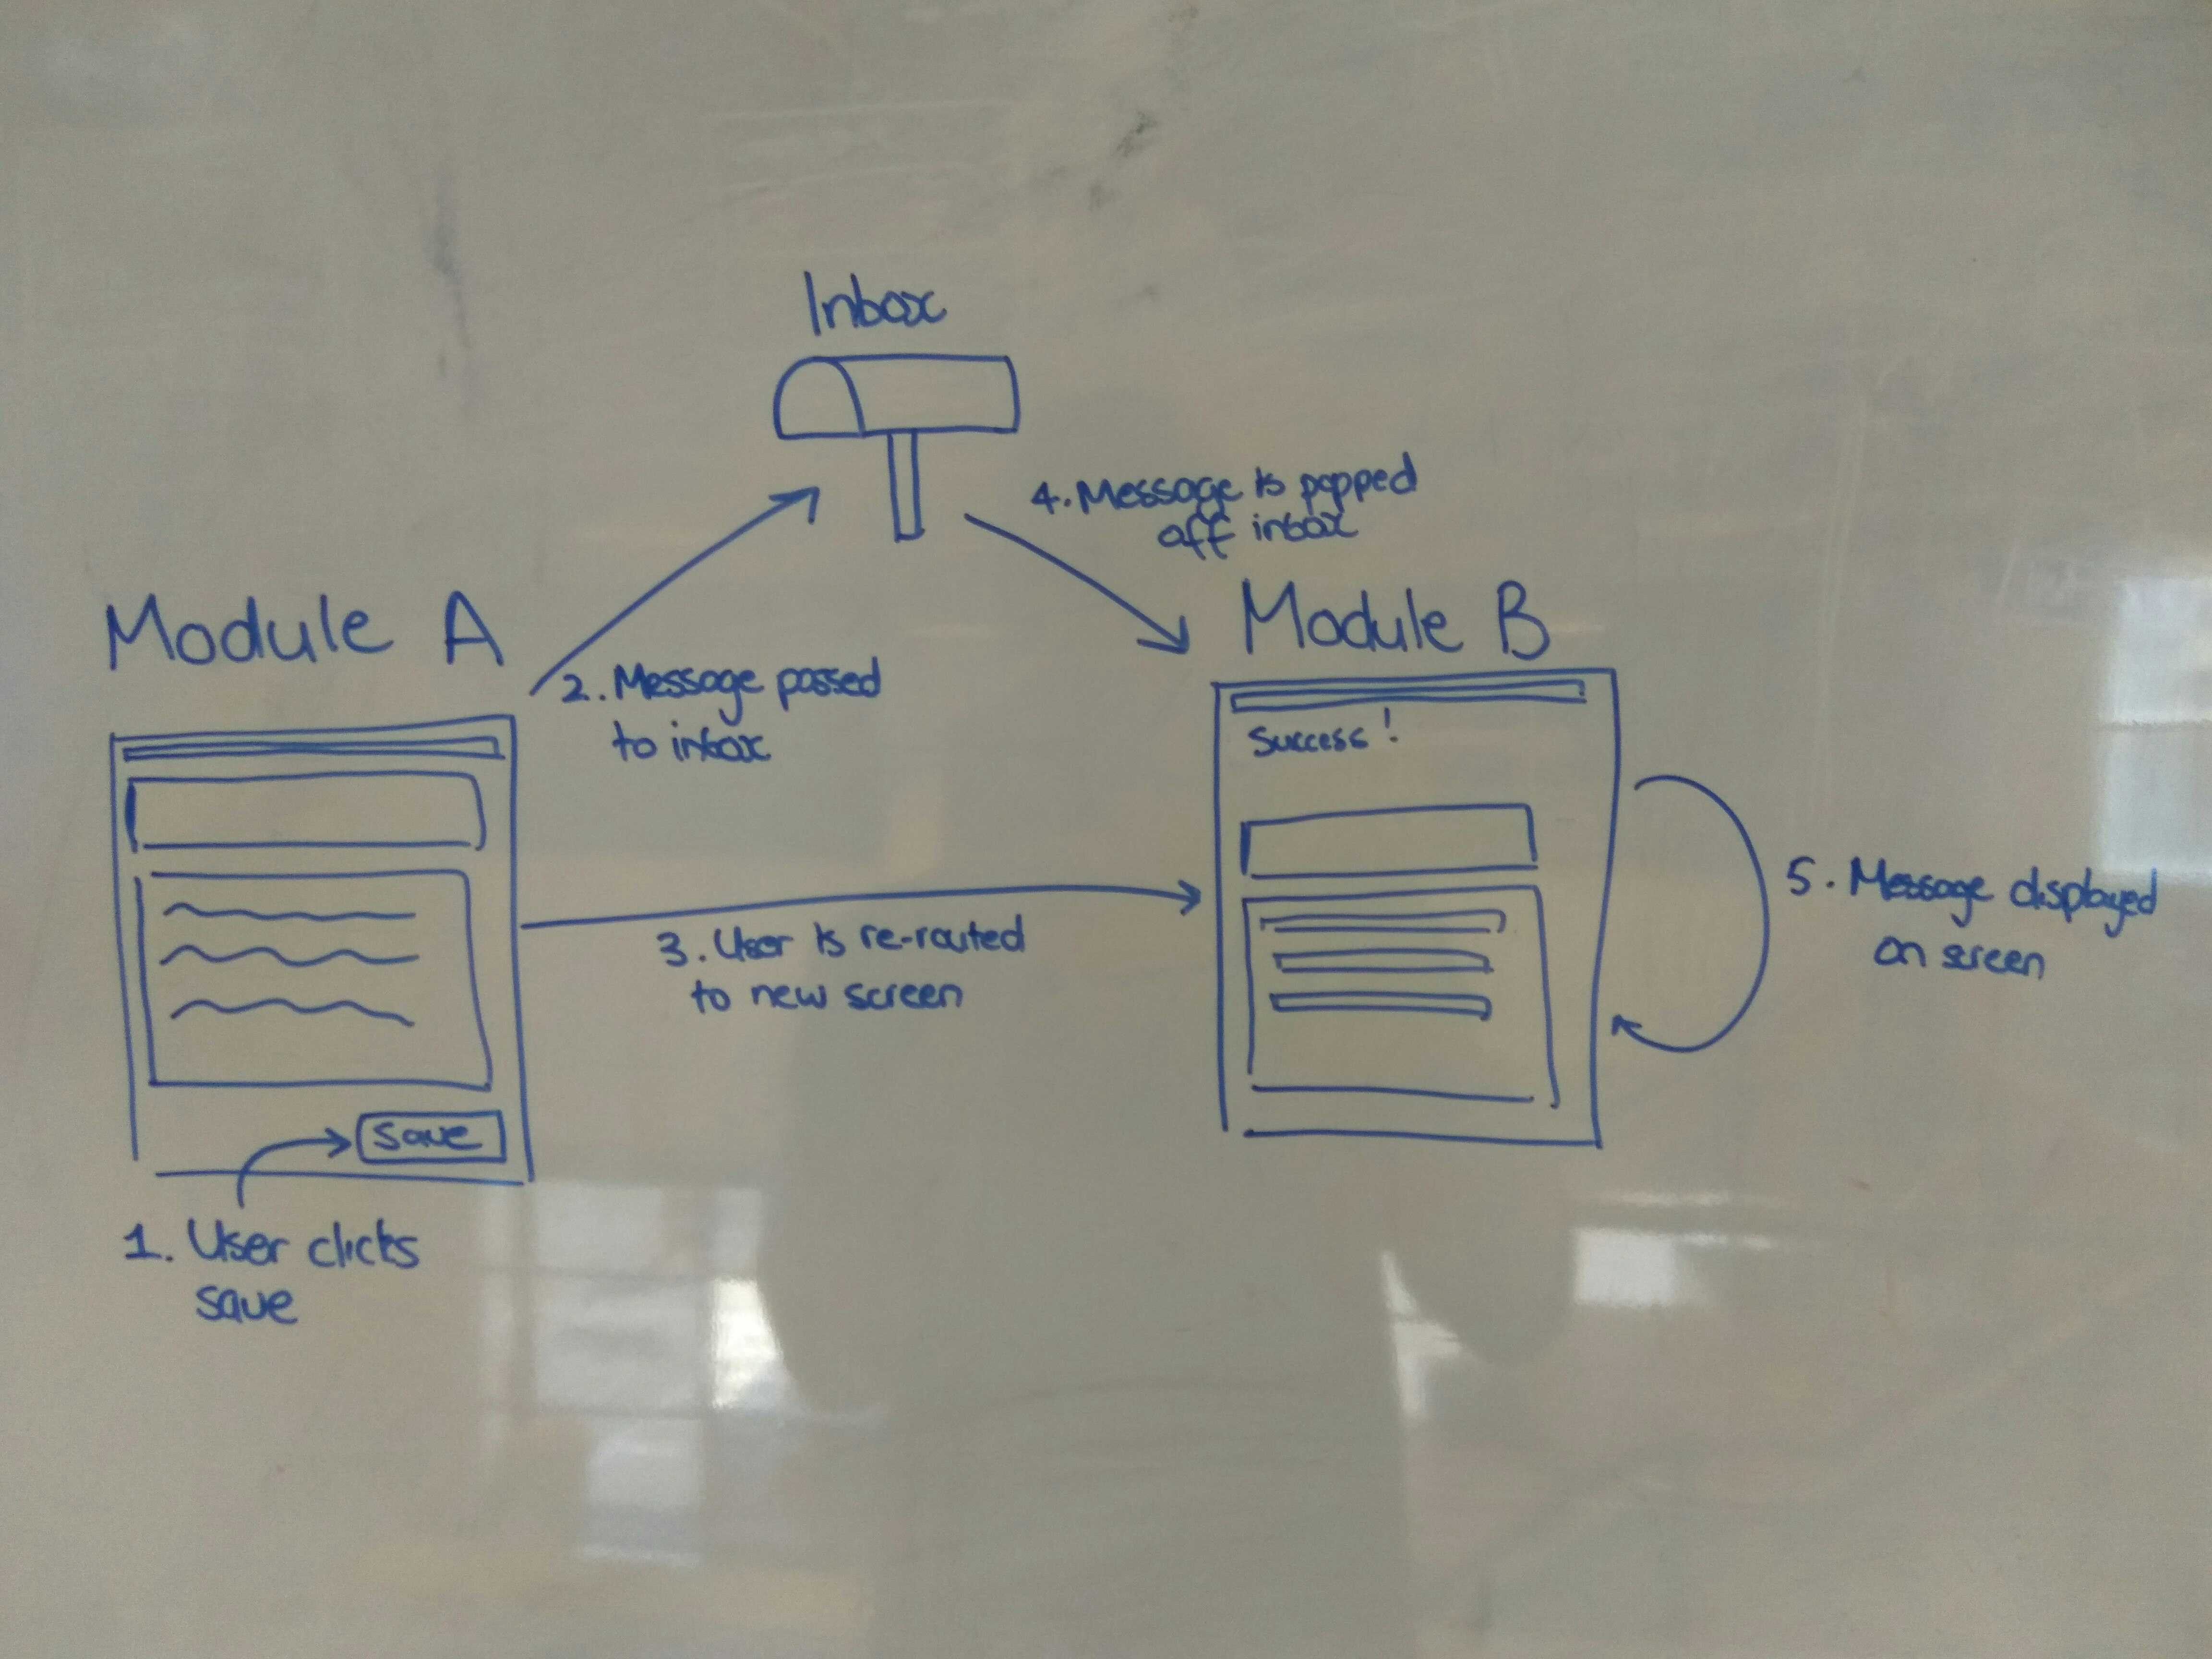 Inbox
4. Message is popped
off inbox
Module A
Module B
2. Message passed
to inbox
Success!
3. User is re-routed
to new screen
5. Message displayed
on screen
Save
1. User clicks
save